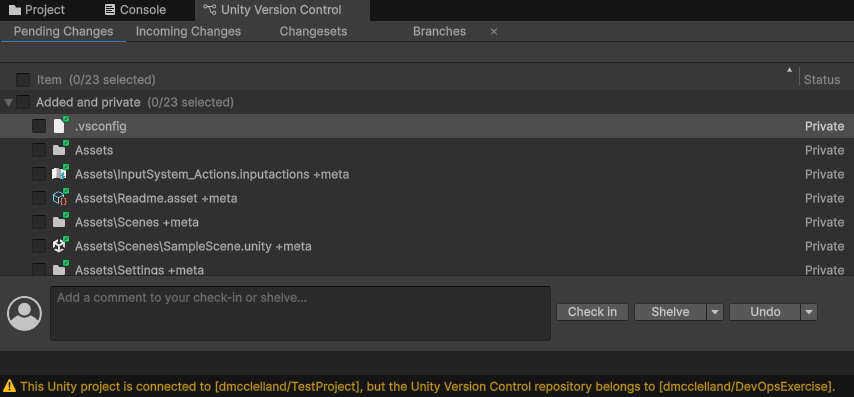 Project Console Unity Version Control
Pending Changes Incoming Changes Changesets Branches ×
Item (0/23 selected) Status
Added and private (0/23 selected)
.vsconfig Private
Assets Private
Assets\InputSystem_Actions.inputactions +meta Private
Assets\Readme.asset +meta Private
Assets\Scenes +meta Private
Assets\Scenes\SampleScene.unity +meta Private
Assets\Settings +meta Private
Add a comment to your check-in or shelve...
Check in Shelve Undo
This Unity project is connected to [dmcclelland/TestProject], but the Unity Version Control repository belongs to [dmcclelland/DevOpsExercise].